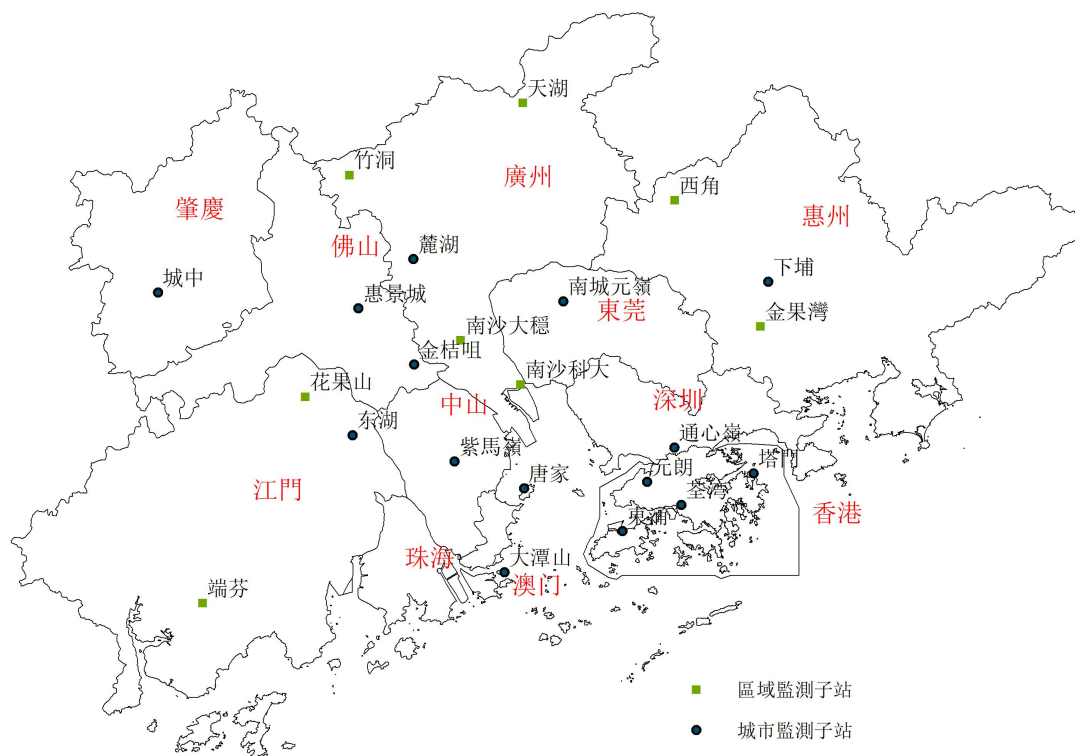 天湖
竹洞
廣州
西角
肇慶
惠州
佛山
麓湖
城中
下埔
惠景城
南城元嶺
東莞
金果灣
南沙大穏
金桔咀
南沙科大
花果山
中山
深圳
东湖
通心嶺
紫馬嶺
唐家
元朗
塔門
江門
荃灣
香港
東涌
珠海
大潭山
澳门
端芬
區域監測子站
城市監測子站